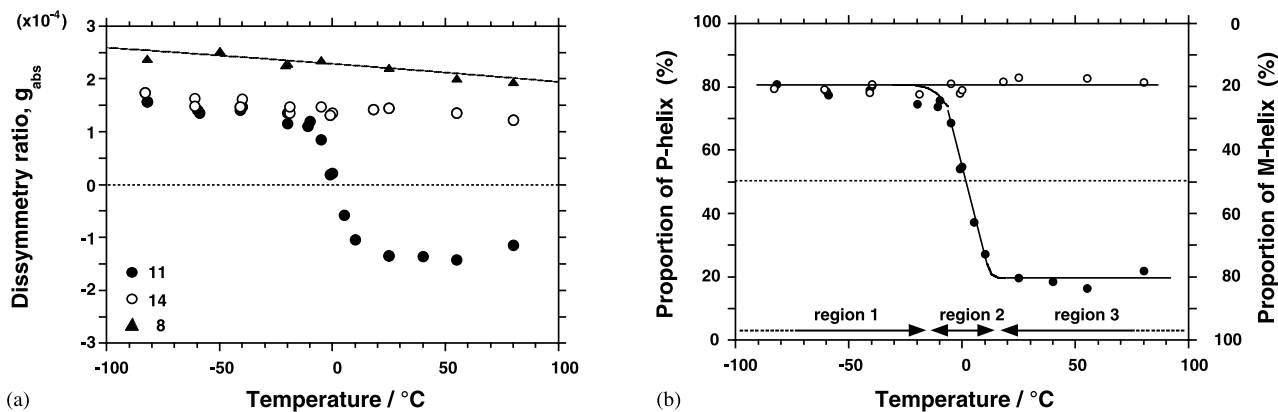 (x10⁻⁴)
3
2
1
0
-1
-2
-3
Dissymmetry ratio, g_abs
11
14
8
-100 -50 0 50 100
Temperature / °C
(a)
100
80
60
40
20
0
Proportion of P-helix (%)
region 1 region 2 region 3
0
20
40
60
80
100
Proportion of M-helix (%)
-100 -50 0 50 100
Temperature / °C
(b)